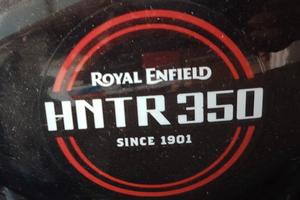 ROYAL ENFIELD
HNTR 350
SINCE 1901